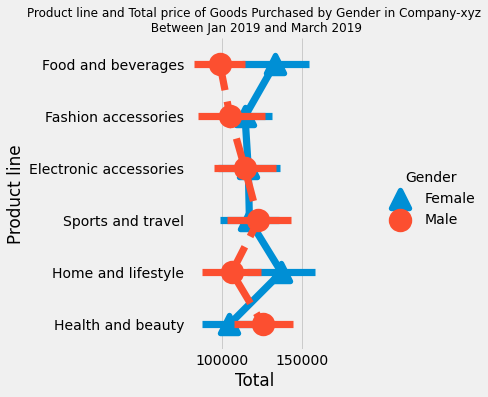 Product line and Total price of Goods Purchased by Gender in Company-xyz
Between Jan 2019 and March 2019
Product line
Food and beverages
Fashion accessories
Electronic accessories
Sports and travel
Home and lifestyle
Health and beauty
100000 150000
Total
Gender
Female
Male